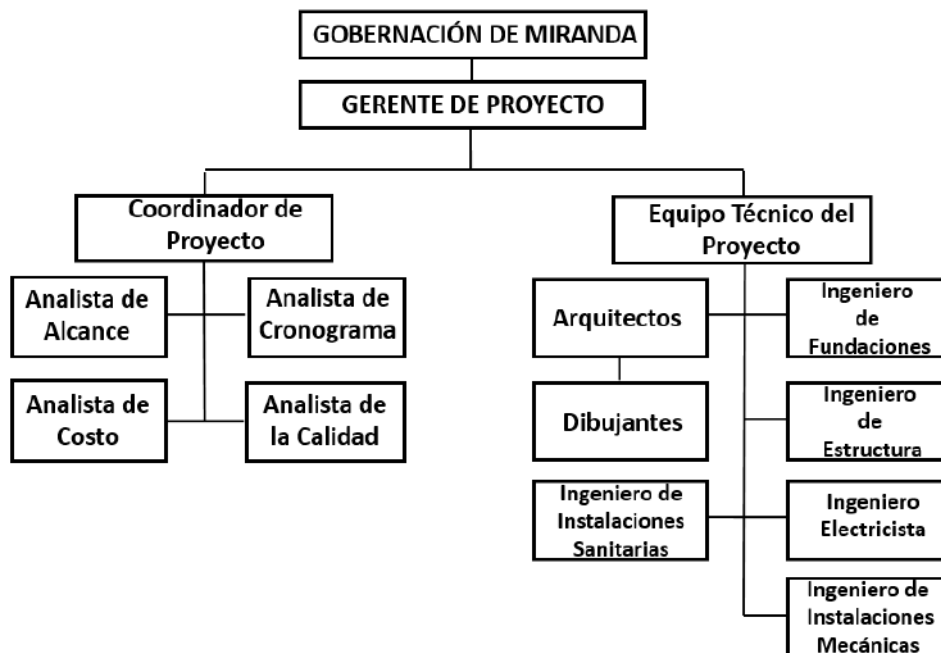 GOBERNACIÓN DE MIRANDA
GERENTE DE PROYECTO
Coordinador de
Proyecto
Equipo Técnico del
Proyecto
Analista de
Alcance
Analista de
Cronograma
Analista de
Costo
Analista de
la Calidad
Arquitectos
Ingeniero
de
Fundaciones
Dibujantes
Ingeniero
de
Estructura
Ingeniero de
Instalaciones
Sanitarias
Ingeniero
Electricista
Ingeniero de
Instalaciones
Mecánicas